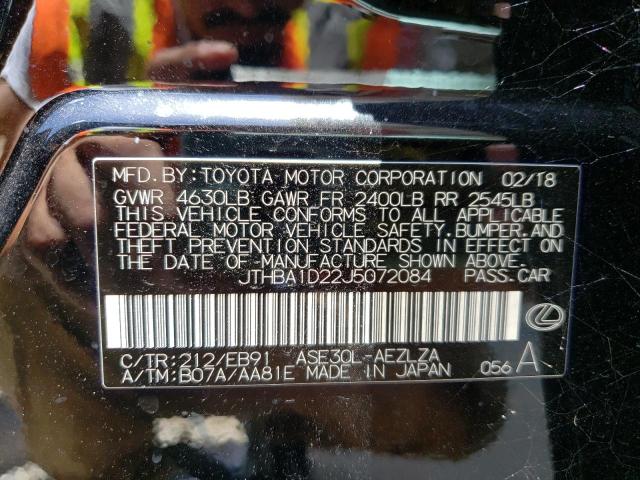 MFD.BY:TOYOTA MOTOR CORPORATION 02/18
GVWR 4630LB GAWR FR 2400LB RR 2545LB
THIS VEHICLE CONFORMS TO ALL APPLICABLE
FEDERAL MOTOR VEHICLE SAFETY,BUMPER,AND
THEFT PREVENTION STANDARDS IN EFFECT ON
THE DATE OF MANUFACTURE SHOWN ABOVE.
JTHBA1D22J5072084 PASS.CAR
C/TR:212/EB91 ASE30L-AEZLZA
A/TM:B07A/AA81E MADE IN JAPAN 056 A